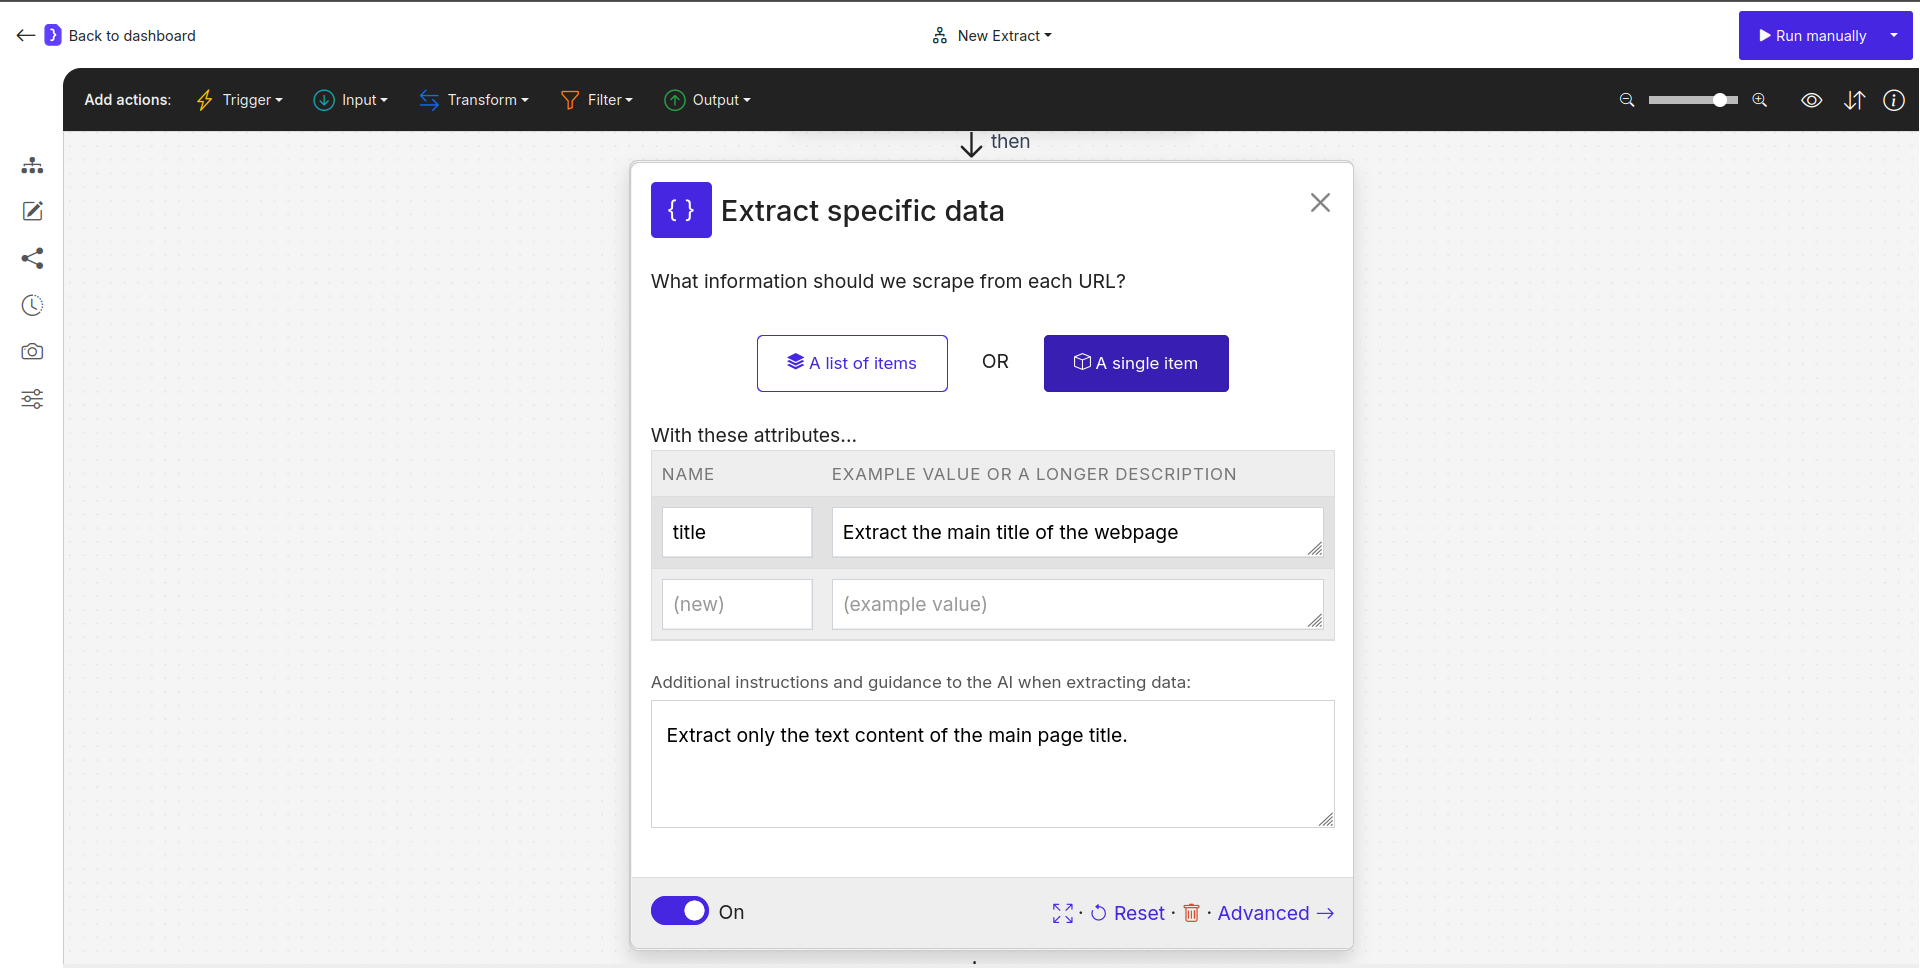 Back to dashboard
New Extract
Run manually
Add actions:
Trigger
Input
Transform
Filter
Output
then
{ } Extract specific data
What information should we scrape from each URL?
A list of items
OR
A single item
With these attributes...
NAME
EXAMPLE VALUE OR A LONGER DESCRIPTION
title
Extract the main title of the webpage
(new)
(example value)
Additional instructions and guidance to the AI when extracting data:
Extract only the text content of the main page title.
On
· Reset · · Advanced →